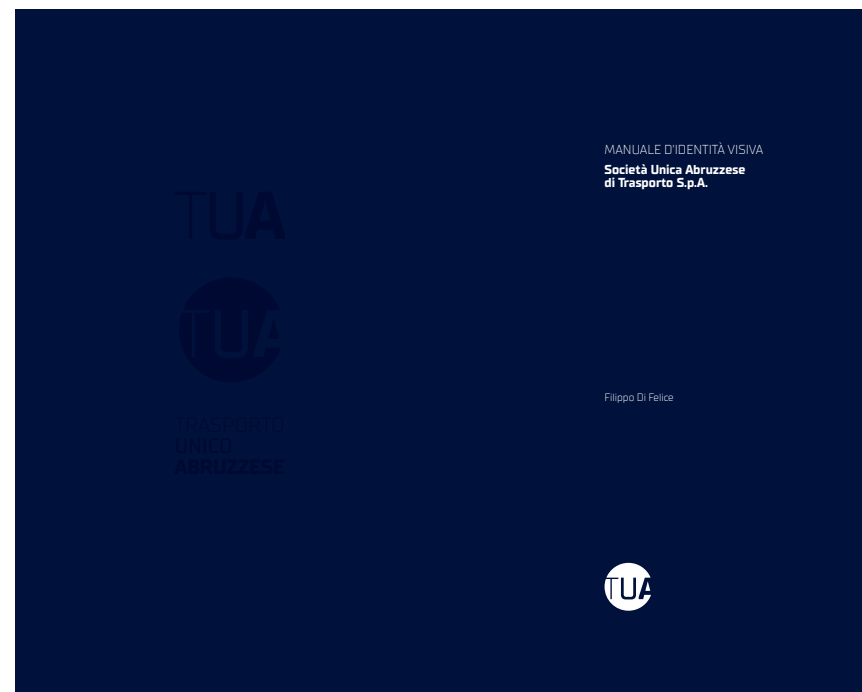 TUA
TUA
TRASPORTO
UNICO
ABRUZZESE
MANUALE D'IDENTITÀ VISIVA
Società Unica Abruzzese
di Trasporto S.p.A.
Filippo Di Felice
TUA